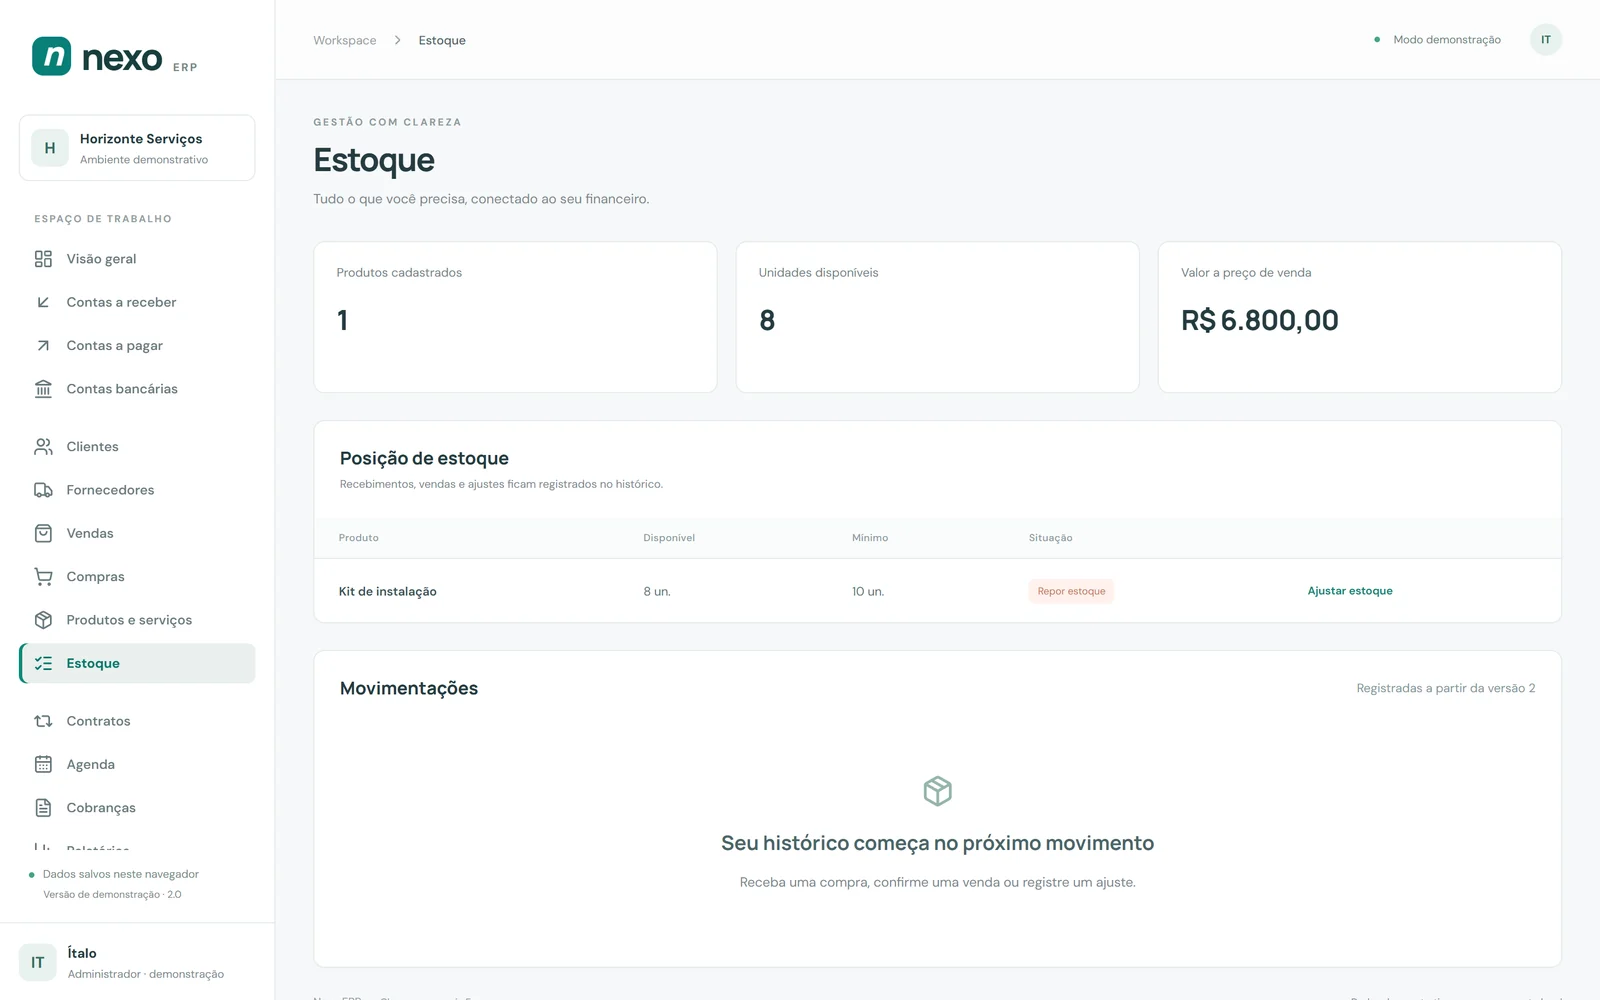 n nexo ERP
H
Horizonte Serviços
Ambiente demonstrativo
ESPAÇO DE TRABALHO
Visão geral
Contas a receber
Contas a pagar
Contas bancárias
Clientes
Fornecedores
Vendas
Compras
Produtos e serviços
Estoque
Contratos
Agenda
Cobranças
Dados salvos neste navegador
Versão de demonstração · 2.0
IT
Ítalo
Administrador · demonstração
Workspace > Estoque
Modo demonstração
IT
GESTÃO COM CLAREZA
Estoque
Tudo o que você precisa, conectado ao seu financeiro.
Produtos cadastrados
1
Unidades disponíveis
8
Valor a preço de venda
R$ 6.800,00
Posição de estoque
Recebimentos, vendas e ajustes ficam registrados no histórico.
Produto Disponível Mínimo Situação
Kit de instalação 8 un. 10 un. Repor estoque Ajustar estoque
Movimentações
Registradas a partir da versão 2
Seu histórico começa no próximo movimento
Receba uma compra, confirme uma venda ou registre um ajuste.